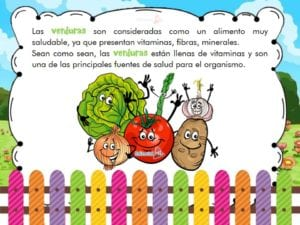 Las verduras son consideradas como un alimento muy
saludable, ya que presentan vitaminas, fibras, minerales.
Sean como sean, las verduras están llenas de vitaminas y son
una de las principales fuentes de salud para el organismo.